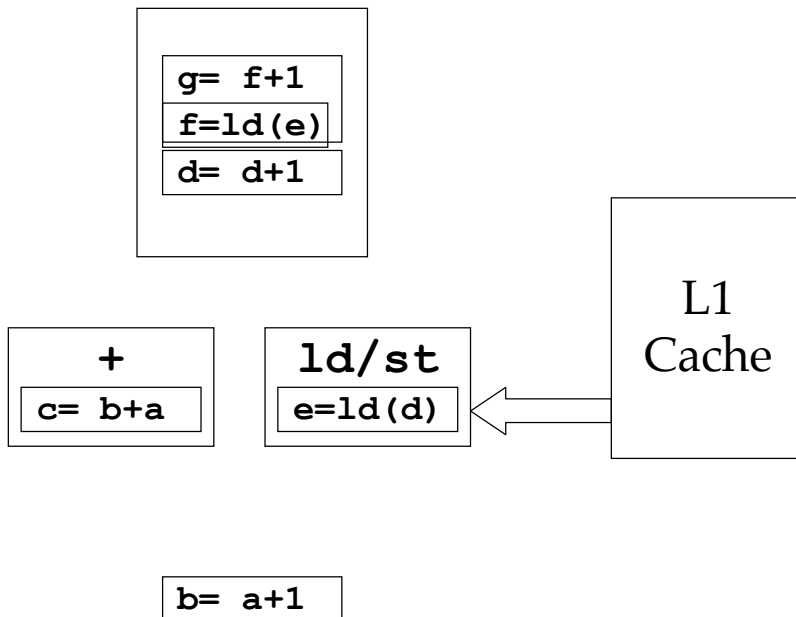 g= f+1
f=ld(e)
d= d+1
L1
Cache
+
ld/st
c= b+a
e=ld(d)
b= a+1